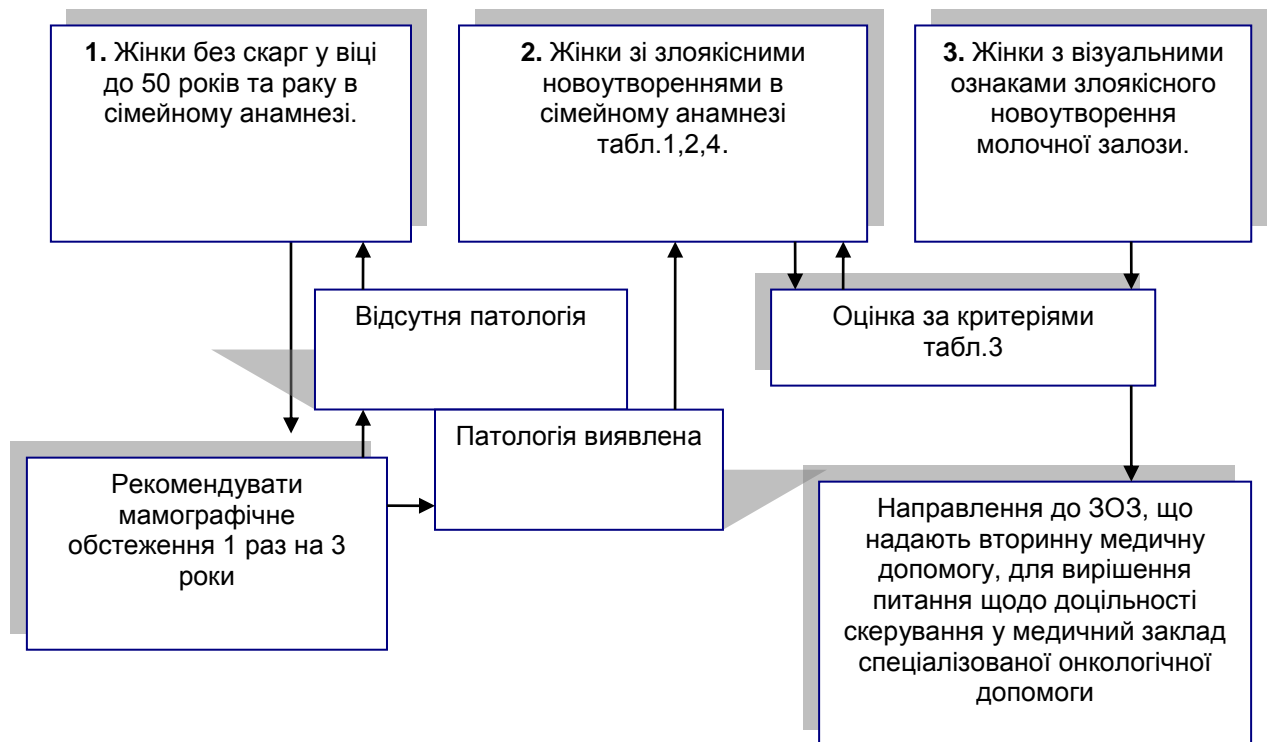 1. Жінки без скарг у віці
до 50 років та раку в
сімейному анамнезі.
2. Жінки зі злоякісними
новоутвореннями в
сімейному анамнезі
табл.1,2,4.
3. Жінки з візуальними
ознаками злоякісного
новоутворення
молочної залози.
Відсутня патологія
Оцінка за критеріями
табл.3
Патологія виявлена
Рекомендувати
мамографічне
обстеження 1 раз на 3
роки
Направлення до ЗОЗ, що
надають вторинну медичну
допомогу, для вирішення
питання щодо доцільності
скерування у медичний заклад
спеціалізованої онкологічної
допомоги